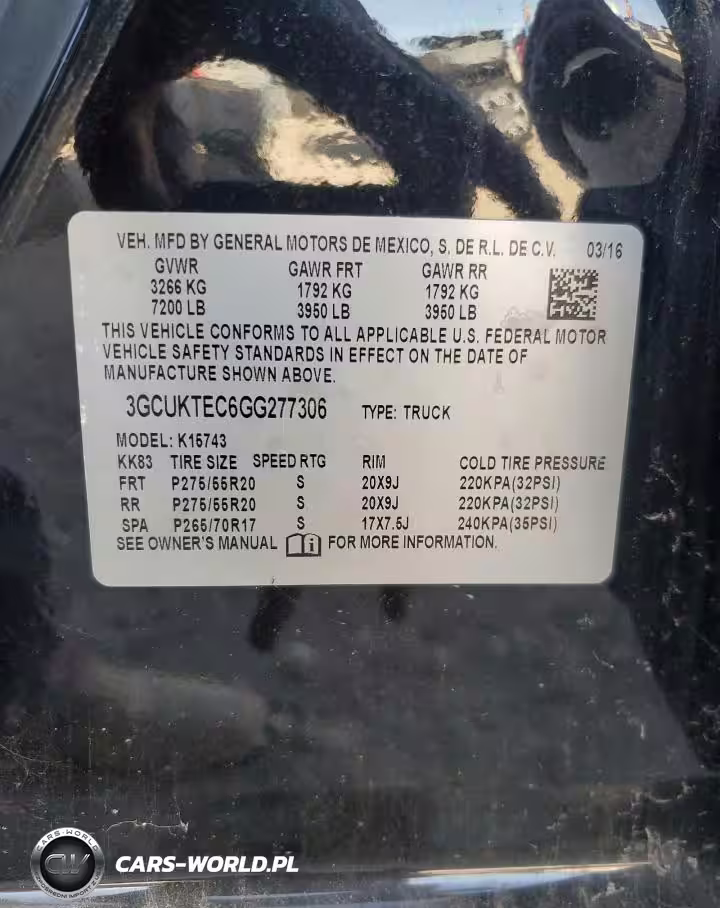 VEH. MFD BY GENERAL MOTORS DE MEXICO, S. DE R.L. DE C.V. 03/16
GVWR GAWR FRT GAWR RR
3266 KG 1792 KG 1792 KG
7200 LB 3950 LB 3950 LB
THIS VEHICLE CONFORMS TO ALL APPLICABLE U.S. FEDERAL MOTOR
VEHICLE SAFETY STANDARDS IN EFFECT ON THE DATE OF
MANUFACTURE SHOWN ABOVE.
3GCUKTEC6GG277306 TYPE: TRUCK
MODEL: K15743
KK83 TIRE SIZE SPEED RTG RIM COLD TIRE PRESSURE
FRT P275/55R20 S 20X9J 220KPA(32PSI)
RR P275/55R20 S 20X9J 220KPA(32PSI)
SPA P265/70R17 S 17X7.5J 240KPA(35PSI)
SEE OWNER'S MANUAL i FOR MORE INFORMATION.
CARS-WORLD
CW
CARS-WORLD.PL